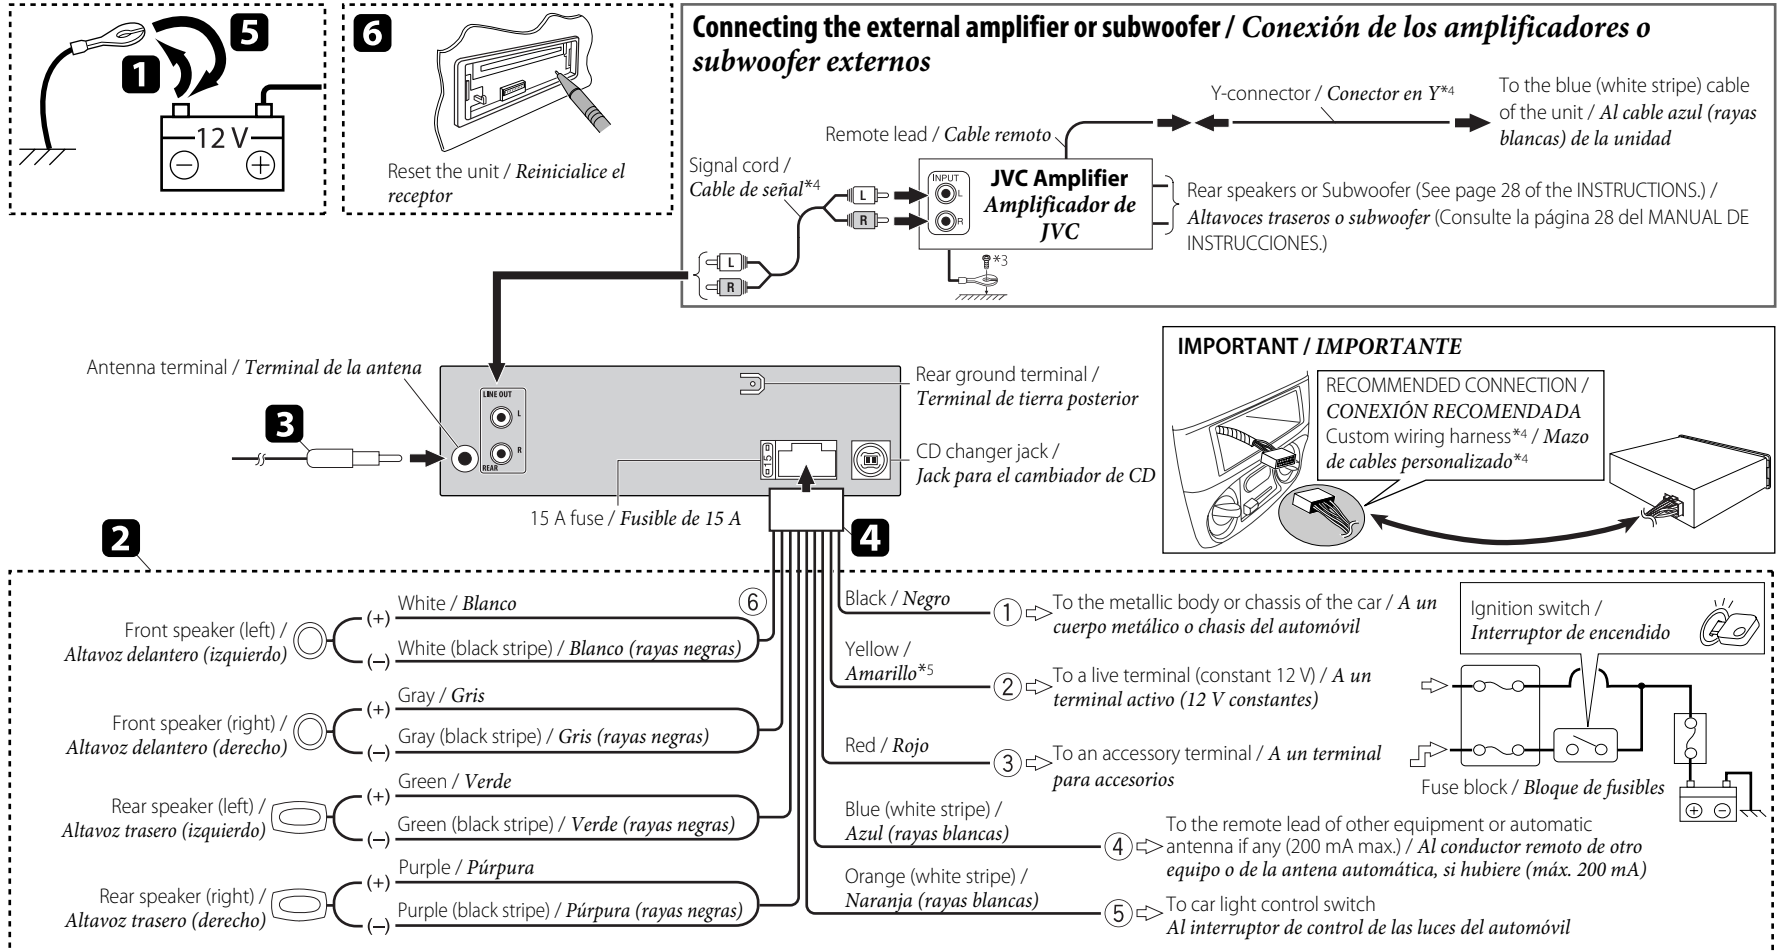 1
5
12 V
6
Reset the unit / Reinicialice el
receptor
Connecting the external amplifier or subwoofer / Conexión de los amplificadores o
subwoofer externos
Y-connector / Conector en Y*4
To the blue (white stripe) cable
of the unit / Al cable azul (rayas
blancas) de la unidad
Remote lead / Cable remoto
Signal cord /
Cable de señal*4
L
R
INPUT
L
R
JVC Amplifier
Amplificador de
JVC
Rear speakers or Subwoofer (See page 28 of the INSTRUCTIONS.) /
Altavoces traseros o subwoofer (Consulte la página 28 del MANUAL DE
INSTRUCCIONES.)
*3
L
R
Antenna terminal / Terminal de la antena
3
LINE OUT
L
R
REAR
15
Rear ground terminal /
Terminal de tierra posterior
CD changer jack /
Jack para el cambiador de CD
15 A fuse / Fusible de 15 A
IMPORTANT / IMPORTANTE
RECOMMENDED CONNECTION /
CONEXIÓN RECOMENDADA
Custom wiring harness*4 / Mazo
de cables personalizado*4
2
4
Front speaker (left) /
Altavoz delantero (izquierdo)
(+)
White / Blanco
(–)
White (black stripe) / Blanco (rayas negras)
6
Front speaker (right) /
Altavoz delantero (derecho)
(+)
Gray / Gris
(–)
Gray (black stripe) / Gris (rayas negras)
Rear speaker (left) /
Altavoz trasero (izquierdo)
(+)
Green / Verde
(–)
Green (black stripe) / Verde (rayas negras)
Rear speaker (right) /
Altavoz trasero (derecho)
(+)
Purple / Púrpura
(–)
Purple (black stripe) / Púrpura (rayas negras)
Black / Negro
1
To the metallic body or chassis of the car / A un
cuerpo metálico o chasis del automóvil
Yellow /
Amarillo*5
2
To a live terminal (constant 12 V) / A un
terminal activo (12 V constantes)
Red / Rojo
3
To an accessory terminal / A un terminal
para accesorios
Blue (white stripe) /
Azul (rayas blancas)
4
To the remote lead of other equipment or automatic
antenna if any (200 mA max.) / Al conductor remoto de otro
equipo o de la antena automática, si hubiere (máx. 200 mA)
Orange (white stripe) /
Naranja (rayas blancas)
5
To car light control switch
Al interruptor de control de las luces del automóvil
Ignition switch /
Interruptor de encendido
Fuse block / Bloque de fusibles